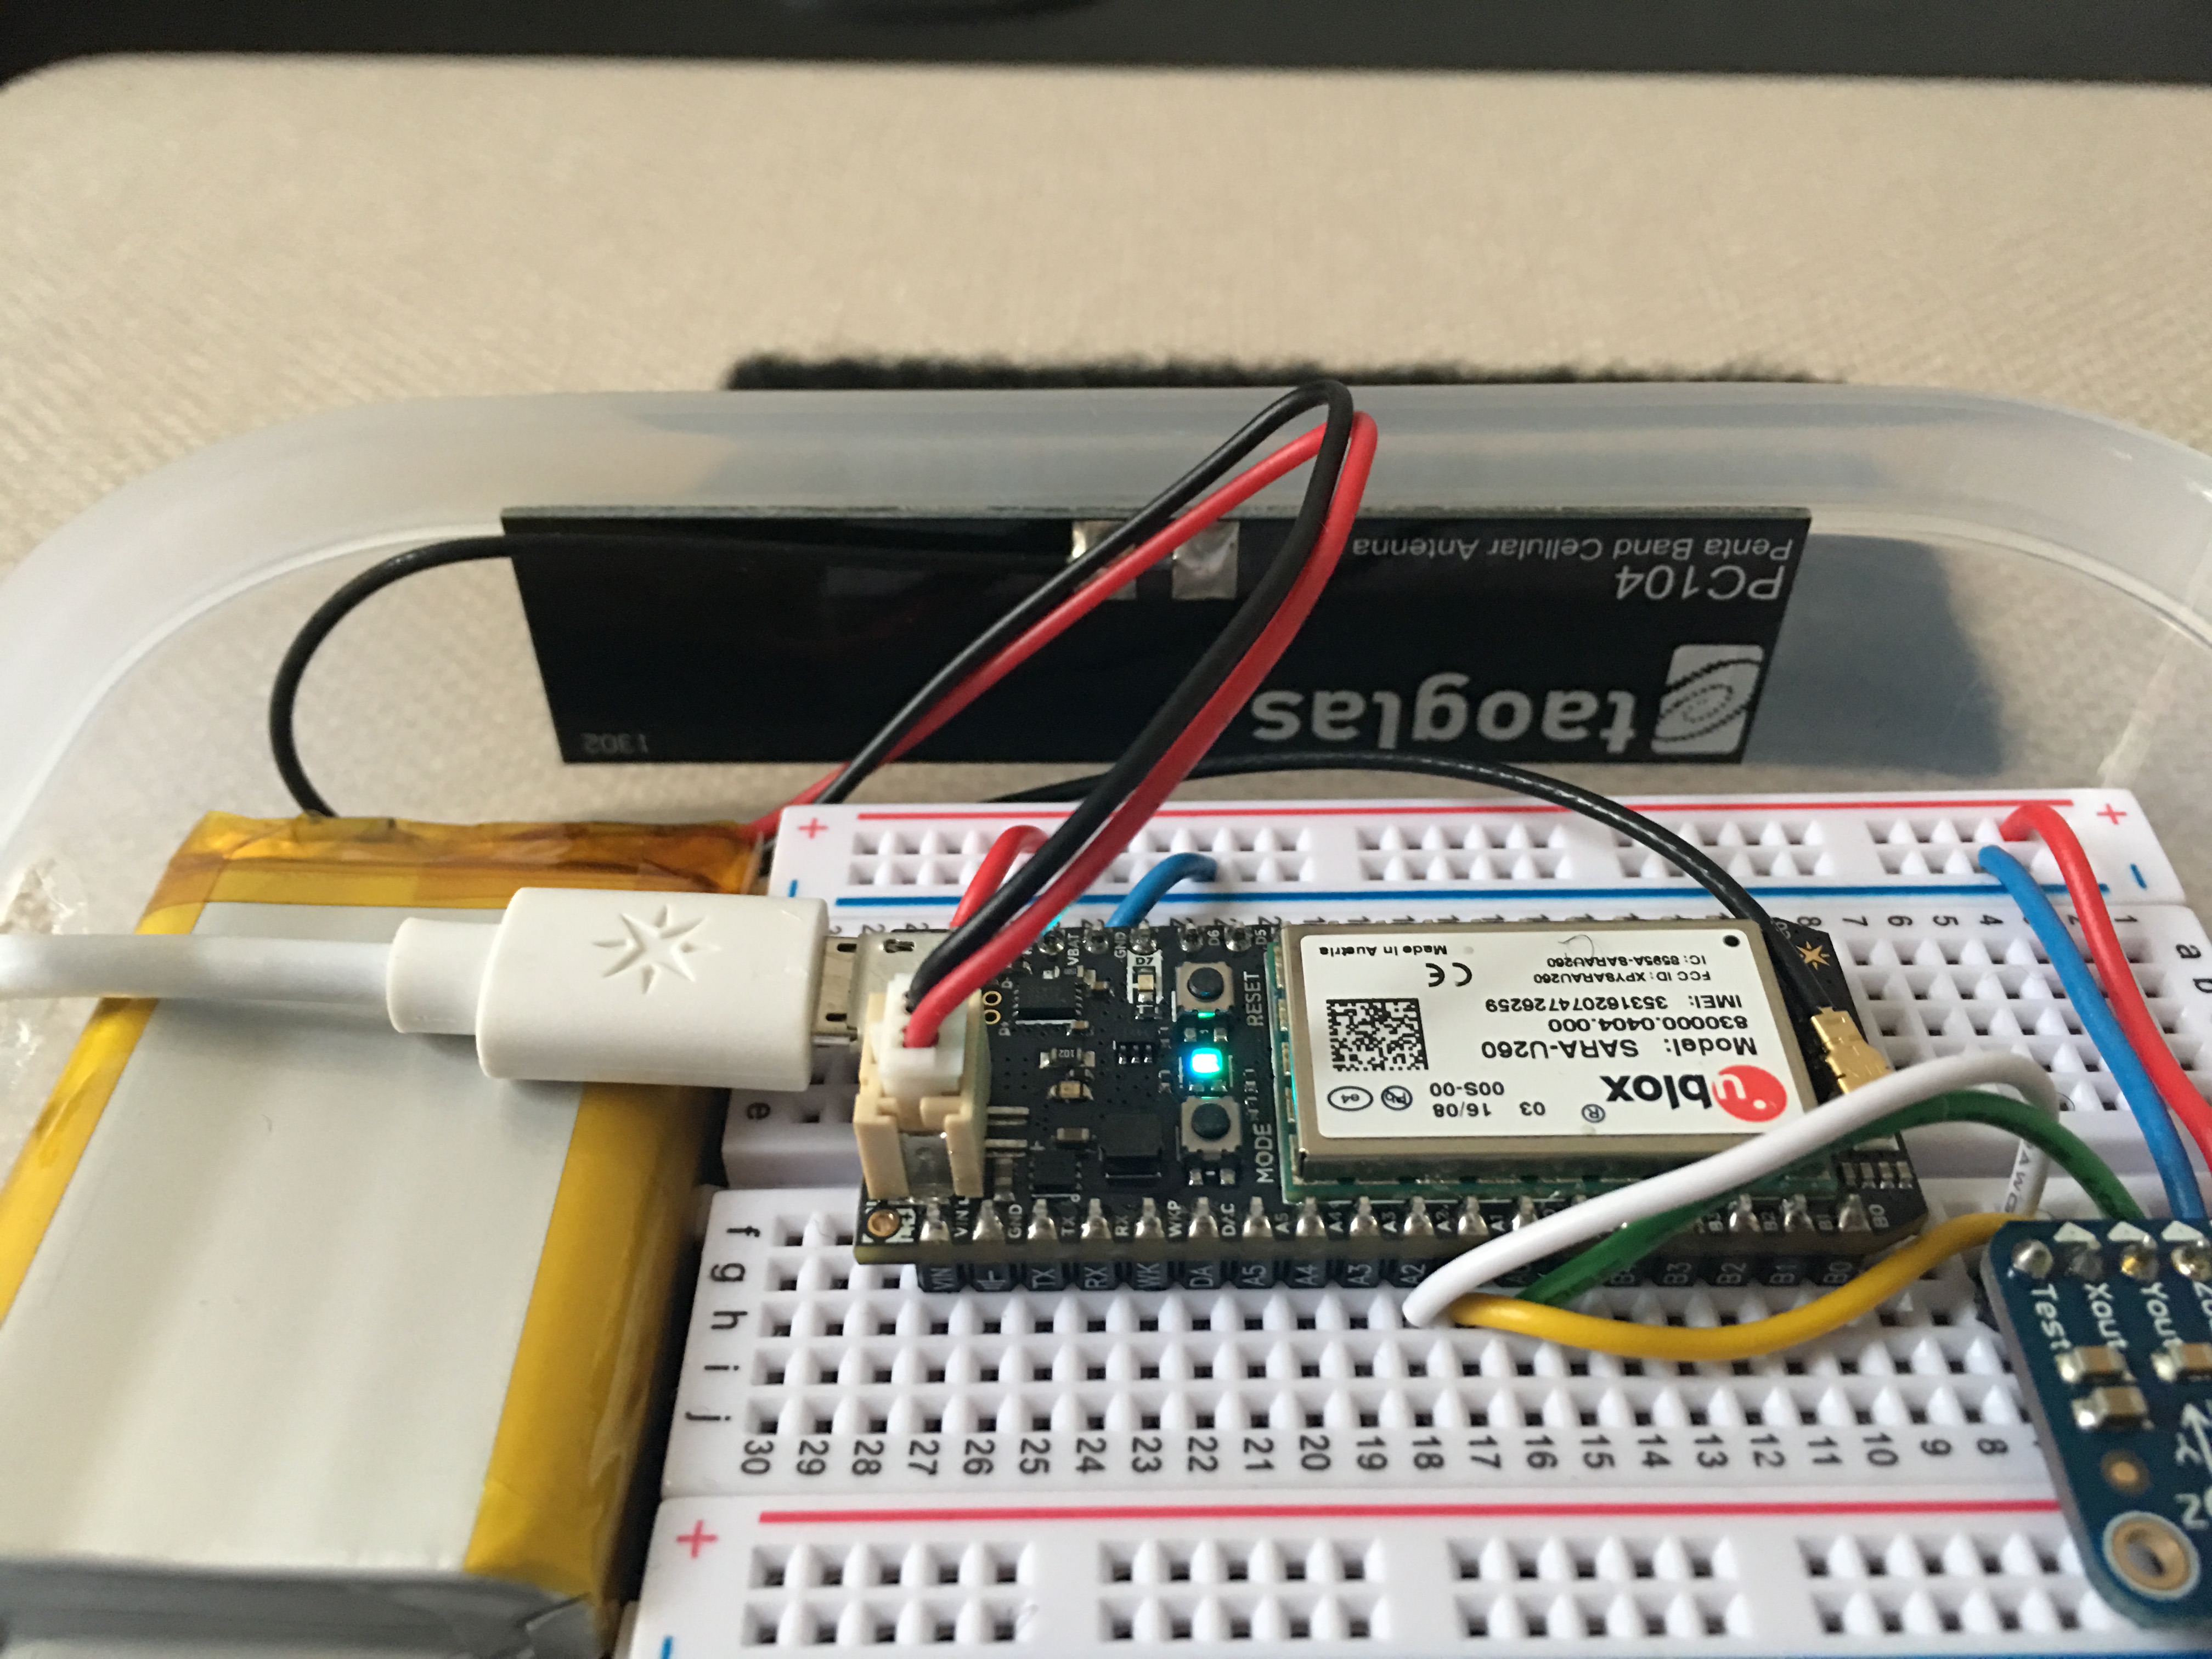 PC104
Penta Band Cellular Antenna
taoglas
1302
+
-
+
-
8 7 6 5 4 2 1
a
b
VBAT
GND
D7
D6
D5
RESET
MODE
ublox®
03
16/08
00S-00
Model: SARA-U260
830000.0404.000
IMEI: 353162074726259
FCC ID: XPYSARAU260
IC: 8595A-SARAU260
CE
Made in Austria
VIN GND TX RX WKP DAC A5 A4 A3 A2 A1 B3 B2 B1 B0
VIN TX RX WK DA A5 A4 A3 A2 B3 B2 B1 B0
e
f
g
h
i
j
30 29 28 27 26 25 24 23 22 21 20 19 18 17 16 15 14 13 12 11 10 9 8
AWG
Test
Xout
Yout
+
-